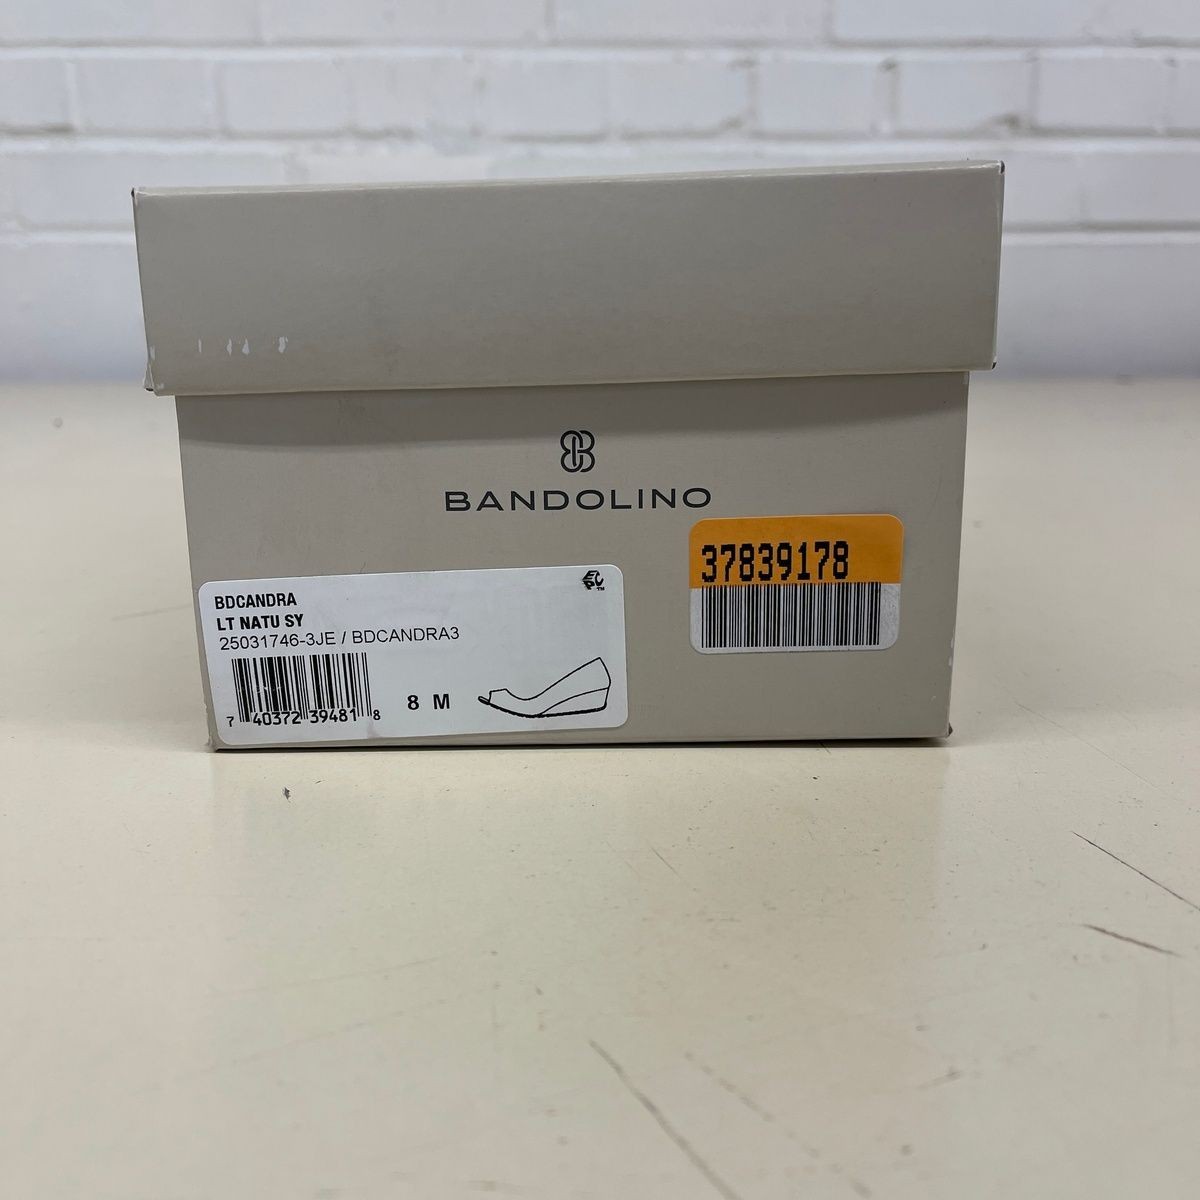 BANDOLINO
37839178
BDCANDRA
LT NATU SY
25031746-3JE / BDCANDRA3
7 40372 39481 8
8 M